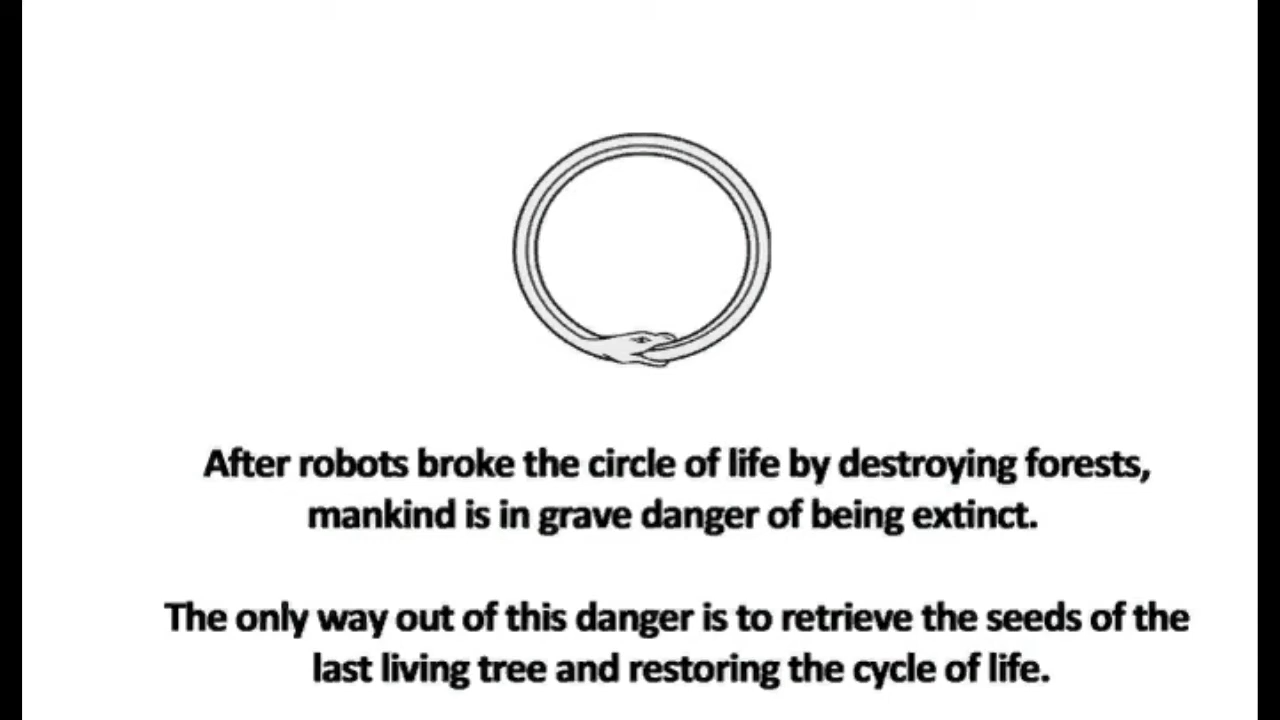 After robots broke the circle of life by destroying forests,
mankind is in grave danger of being extinct.
The only way out of this danger is to retrieve the seeds of the
last living tree and restoring the cycle of life.